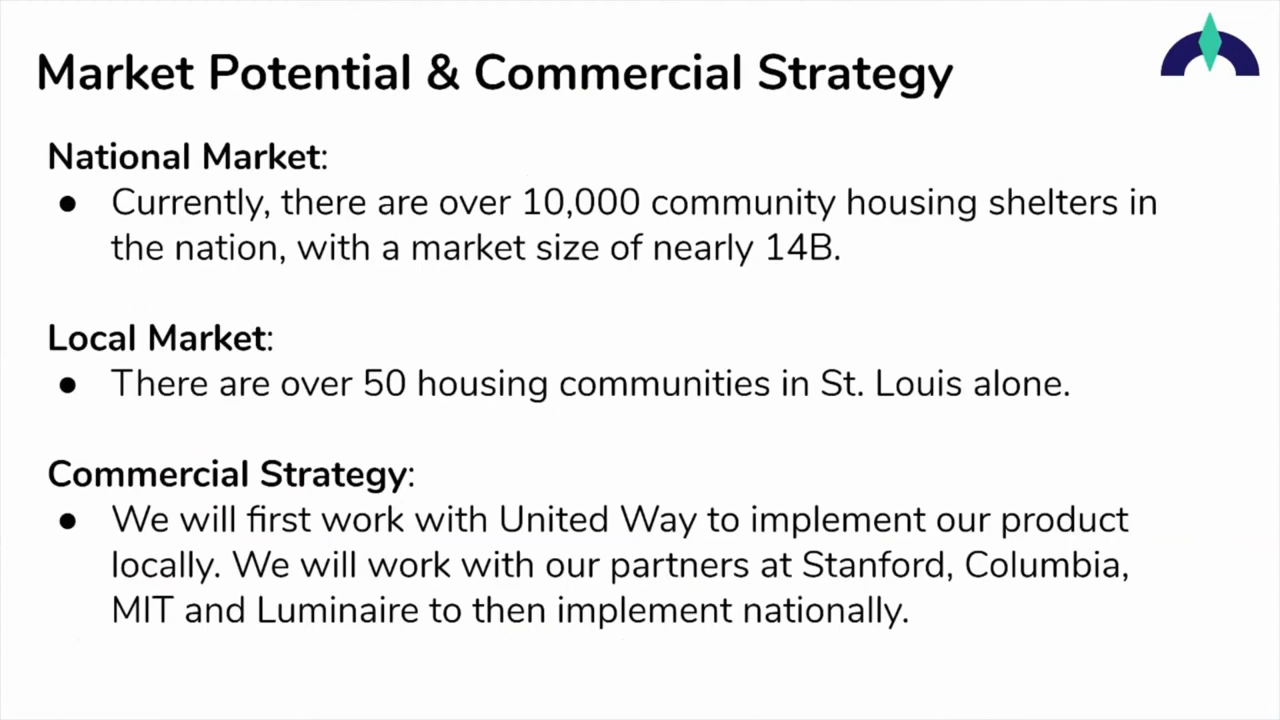 Market Potential & Commercial Strategy
National Market:
● Currently, there are over 10,000 community housing shelters in
the nation, with a market size of nearly 14B.
Local Market:
● There are over 50 housing communities in St. Louis alone.
Commercial Strategy:
● We will first work with United Way to implement our product
locally. We will work with our partners at Stanford, Columbia,
MIT and Luminaire to then implement nationally.